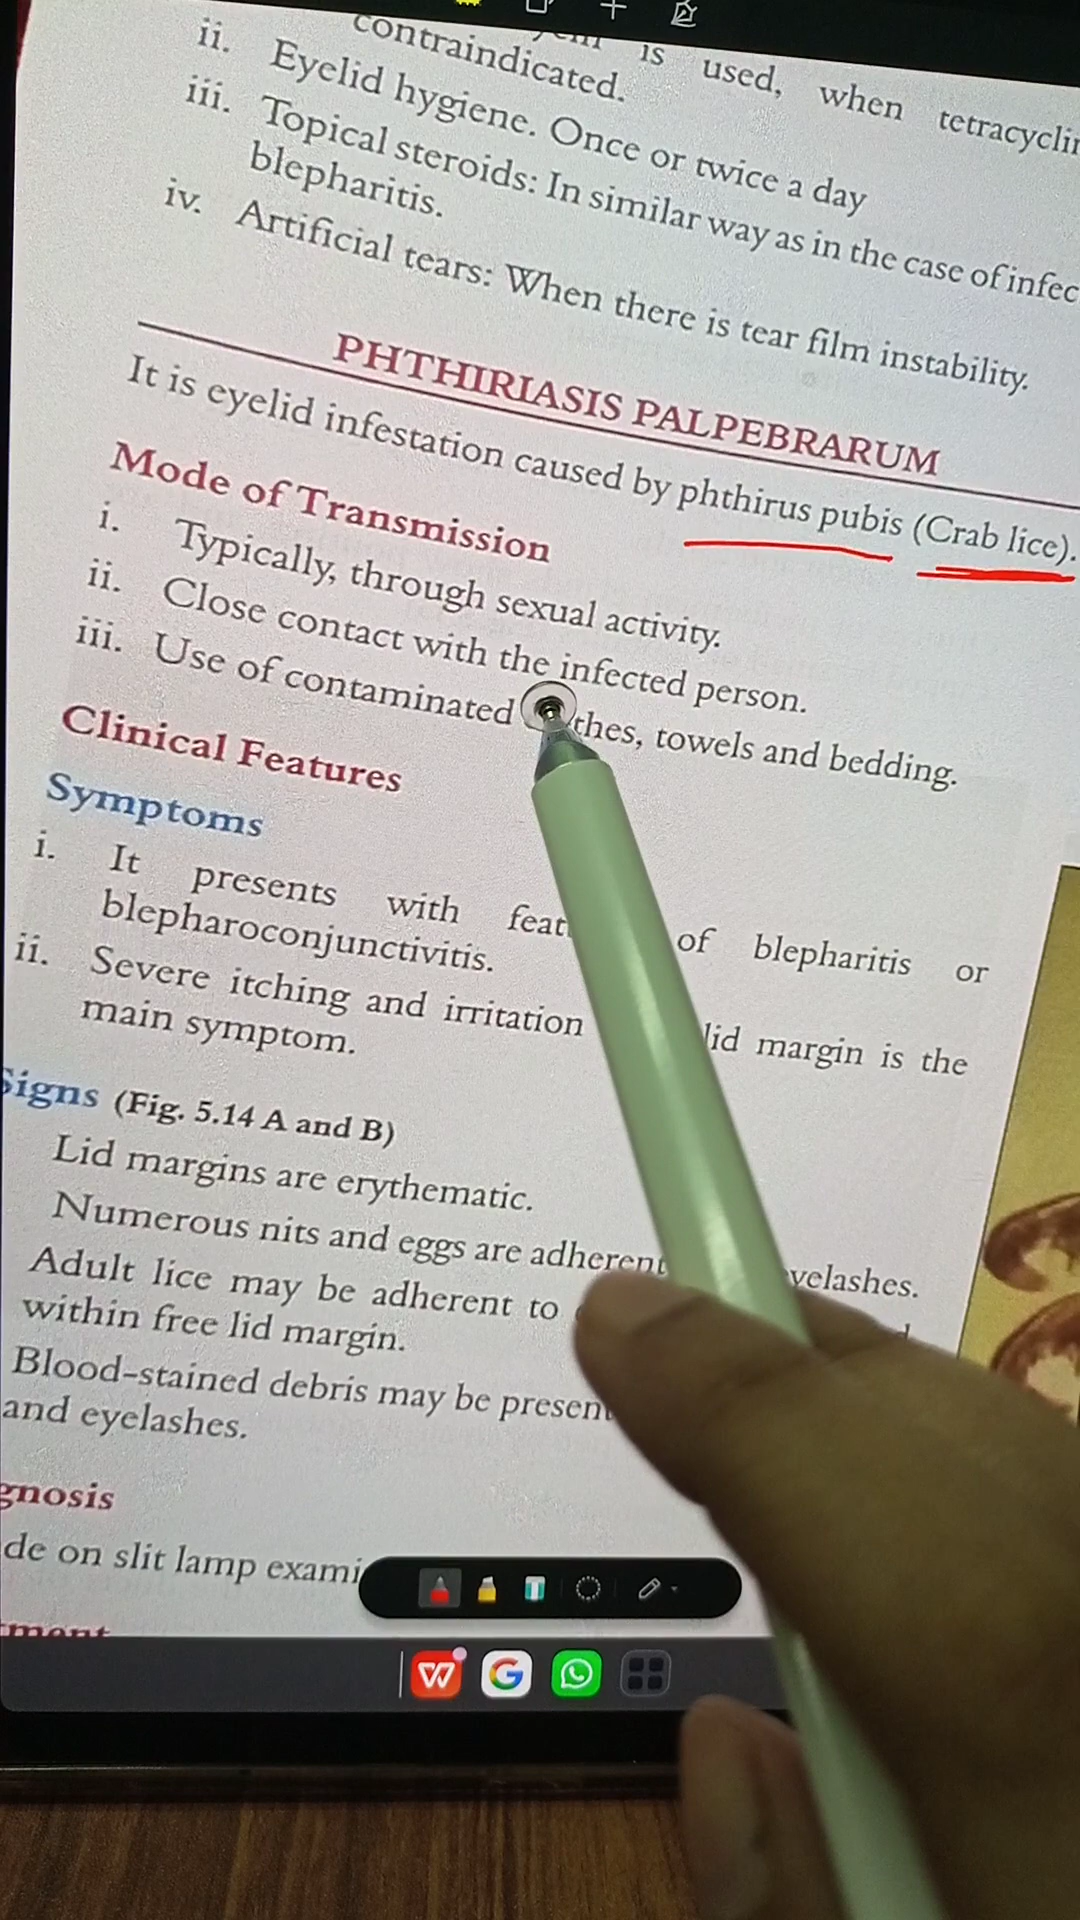 is used, when
contraindicated.
ii. Eyelid hygiene. Once or twice a day
iii. Topical steroids: In similar way as in the case of
blepharitis.
iv. Artificial tears: When there is tear film instability.
PHTHIRIASIS PALPEBRARUM
It is eyelid infestation caused by phthirus pubis (Crab lice).
Mode of Transmission
i. Typically, through sexual activity.
ii. Close contact with the infected person.
iii. Use of contaminated thes, towels and bedding.
Clinical Features
Symptoms
i. It presents with of blepharitis or
blepharoconjunctivitis.
ii. Severe itching and irritation lid margin is the
main symptom.
Signs (Fig. 5.14 A and B)
Lid margins are erythematic.
Numerous nits and eggs are adherent yelashes.
Adult lice may be adherent to
within free lid margin.
Blood-stained debris may be present
and eyelashes.
gnosis
de on slit lamp exami